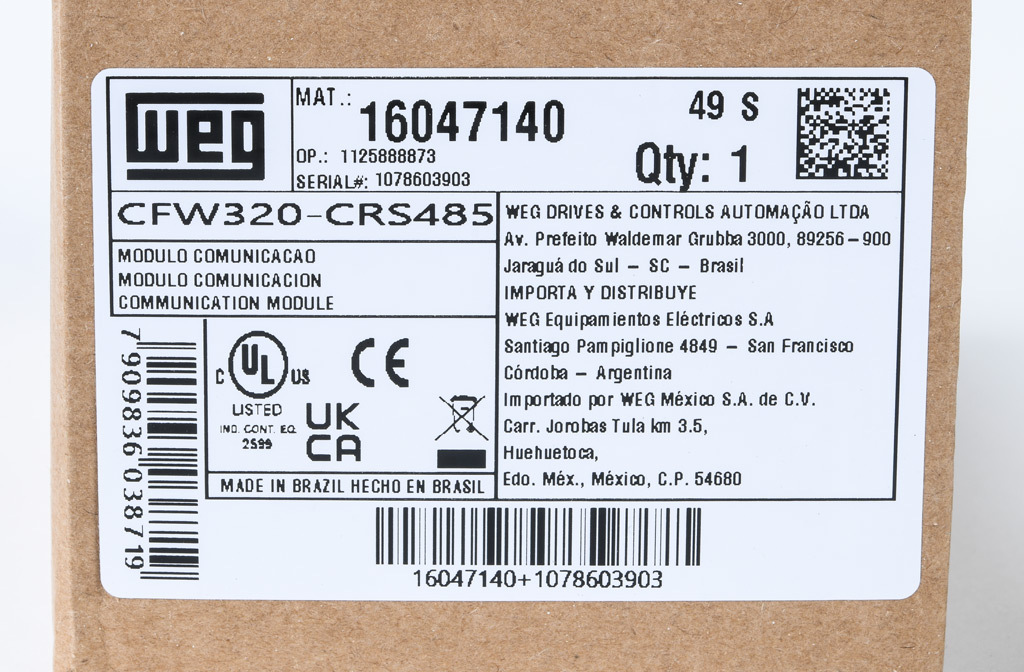 weg
MAT.: 16047140
49 S
OP.: 1125888873
Qty: 1
SERIAL#: 1078603903
CFW320-CRS485
MODULO COMUNICACAO
MODULO COMUNICACION
COMMUNICATION MODULE
WEG DRIVES & CONTROLS AUTOMAÇÃO LTDA
Av. Prefeito Waldemar Grubba 3000, 89256-900
Jaraguá do Sul - SC - Brasil
IMPORTA Y DISTRIBUYE
WEG Equipamientos Eléctricos S.A
Santiago Pampiglione 4849 - San Francisco
Córdoba - Argentina
Importado por WEG México S.A. de C.V.
Carr. Jorobas Tula km 3.5,
Huehuetoca,
Edo. Méx., México, C.P. 54680
7909836038719
C UL US
LISTED
IND. CONT. EQ.
2S99
CE
UK
CA
MADE IN BRAZIL HECHO EN BRASIL
16047140+1078603903